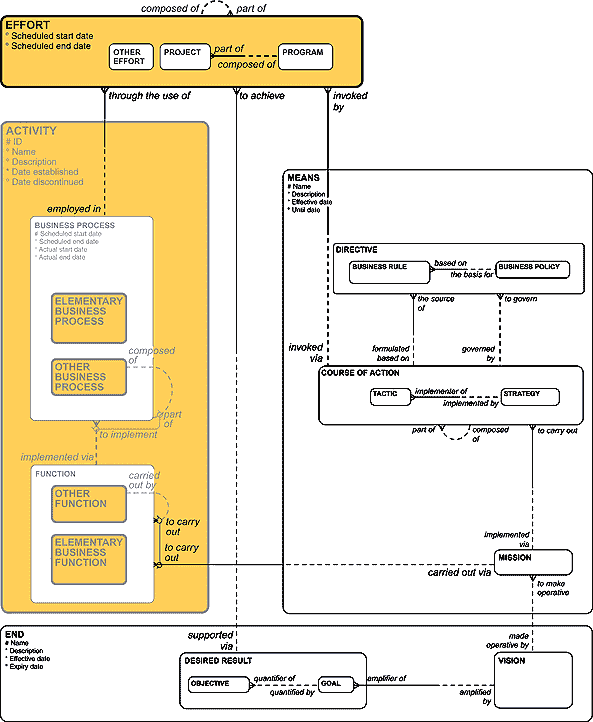 composed of
part of
EFFORT
° Scheduled start date
° Scheduled end date
OTHER
EFFORT
PROJECT
part of
composed of
PROGRAM
through the use of
to achieve
invoked
by
ACTIVITY
# ID
° Name
° Description
* Date established
° Date discontinued
employed in
BUSINESS PROCESS
# Scheduled start date
* Scheduled end date
* Actual start date
* Actual end date
ELEMENTARY
BUSINESS
PROCESS
composed
of
OTHER
BUSINESS
PROCESS
part
of
to implement
implemented via
FUNCTION
carried
out by
OTHER
FUNCTION
to carry
out
to carry
out
ELEMENTARY
BUSINESS
FUNCTION
MEANS
# Name
* Description
* Effective date
* Until date
DIRECTIVE
BUSINESS RULE
based on
the basis for
BUSINESS POLICY
the source
of
to govern
invoked
via
formulated
based on
governed
by
COURSE OF ACTION
TACTIC
implementer of
implemented by
STRATEGY
part of
composed
of
to carry out
implemented
via
MISSION
carried out via
to make
operative
END
# Name
* Description
* Effective date
* Expiry date
supported
via
made
operative by
DESIRED RESULT
OBJECTIVE
quantifier of
quantified by
GOAL
amplifier of
amplified
by
VISION